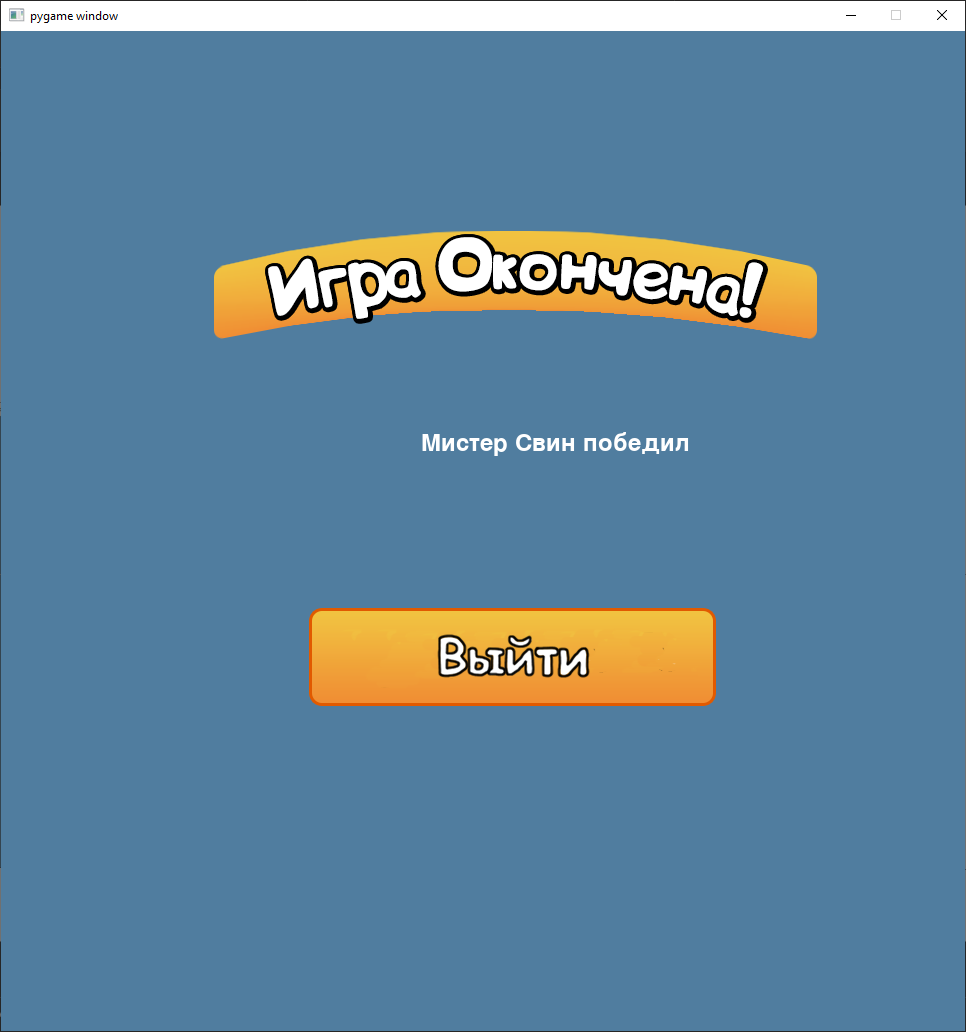 pygame window
Игра Окончена!
Мистер Свин победил
Выйти